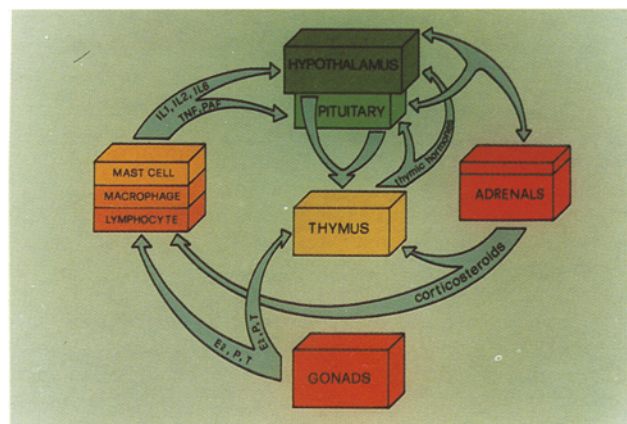 HYPOTHALAMUS
PITUITARY
IL1, IL2, IL6
TNF, PAF
thymic hormones
MAST CELL
MACROPHAGE
LYMPHOCYTE
ADRENALS
THYMUS
corticosteroids
E2, P, T
E2, P, T
GONADS